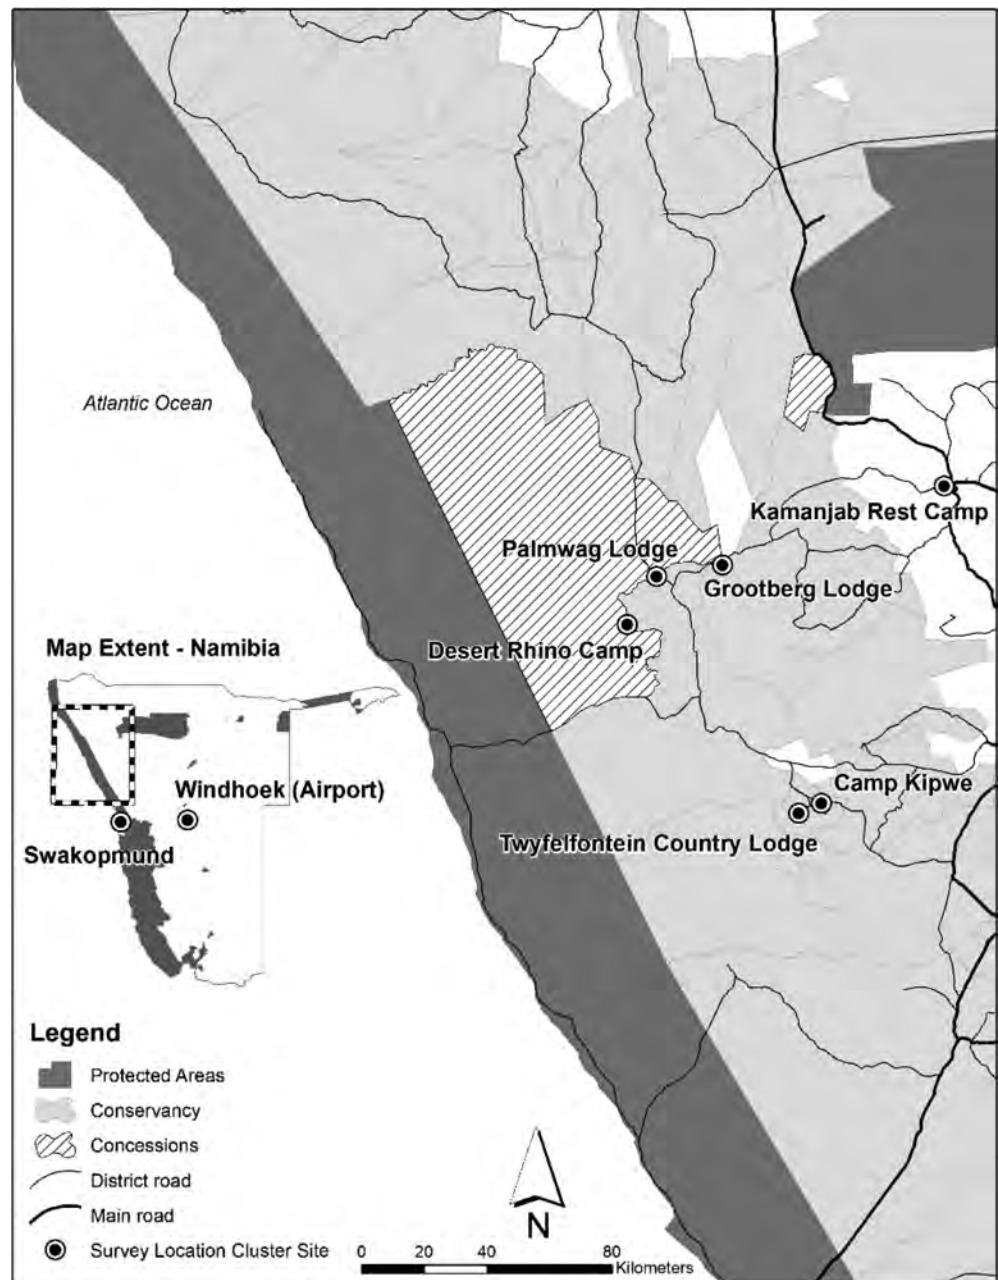 Atlantic Ocean
Kamanjab Rest Camp
Palmwag Lodge
Grootberg Lodge
Desert Rhino Camp
Map Extent - Namibia
Windhoek (Airport)
Camp Kipwe
Swakopmund
Twyfelfontein Country Lodge
Legend
Protected Areas
Conservancy
Concessions
District road
Main road
Survey Location Cluster Site
N
0 20 40 80
Kilometers